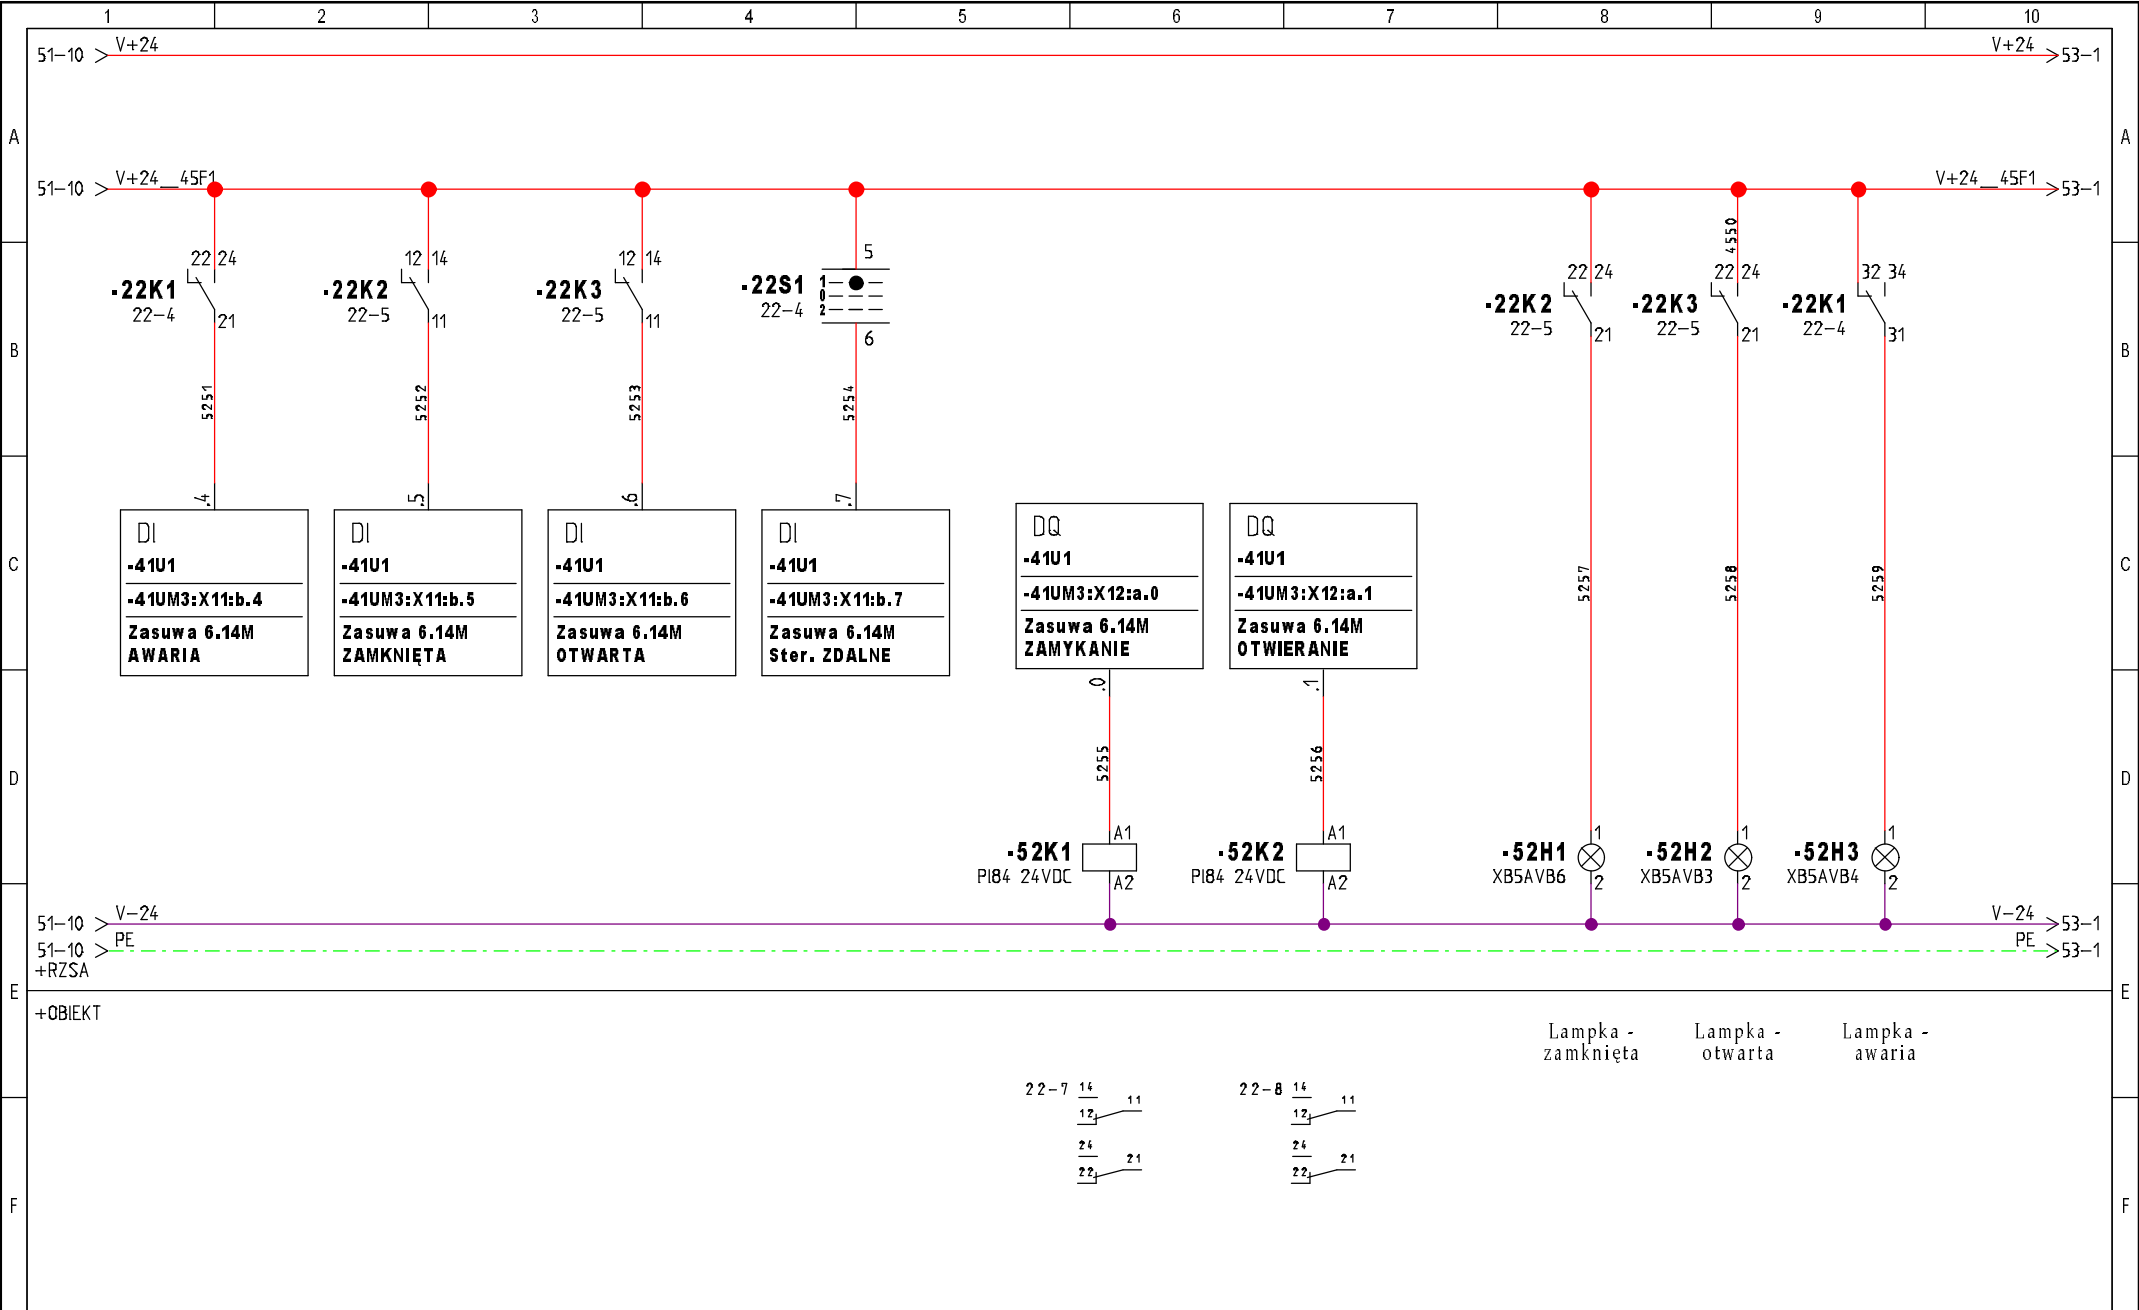 1 2 3 4 5 6 7 8 9 10
51-10 V+24 V+24 53-1
A A
51-10 V+24__45F1 V+24__45F1 53-1
4550
22 24 12 14 12 14 5 22 24 22 24 32 34
-22K1 -22K2 -22K3 -22S1 1 -22K2 -22K3 -22K1
0
22-4 22-5 22-5 22-4 2 22-5 22-5 22-4
21 11 11 6 21 21 31
B B
5251 5252 5253 5254
.4 .5 .6 .7
DI
-41U1
-41UM3:X11:b.4
Zasuwa 6.14M
AWARIA
DI
-41U1
-41UM3:X11:b.5
Zasuwa 6.14M
ZAMKNIĘTA
DI
-41U1
-41UM3:X11:b.6
Zasuwa 6.14M
OTWARTA
DI
-41U1
-41UM3:X11:b.7
Zasuwa 6.14M
Ster. ZDALNE
DQ
-41U1
-41UM3:X12:a.0
Zasuwa 6.14M
ZAMYKANIE
DQ
-41U1
-41UM3:X12:a.1
Zasuwa 6.14M
OTWIERANIE
C C
5257 5258 5259
.0 .1
5255 5256
D D
A1 A1 1 1 1
-52K1 -52K2 -52H1 -52H2 -52H3
PI84 24VDC PI84 24VDC XB5AVB6 XB5AVB3 XB5AVB4
A2 A2 2 2 2
51-10 V-24 V-24 53-1
51-10 PE PE 53-1
+RZSA
E E
+OBIEKT
Lampka -
zamknięta
Lampka -
otwarta
Lampka -
awaria
22-7 14
11
12
24
21
22
22-8 14
11
12
24
21
22
F F